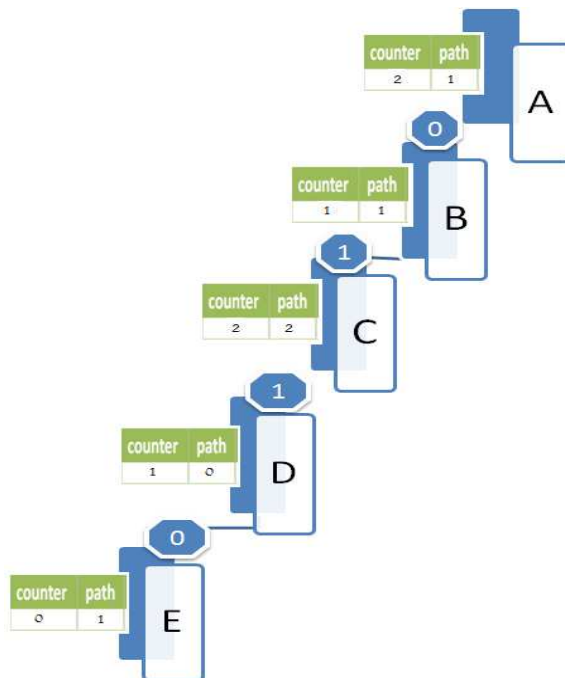 counter path
2 1
A
0
counter path
1 1
B
1
counter path
2 2
C
1
counter path
1 0
D
0
counter path
0 1
E